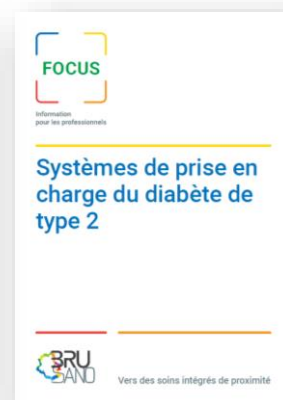 FOCUS
Information
pour les professionnels
Systèmes de prise en
charge du diabète de
type 2
BRU
SANO
Vers des soins intégrés de proximité